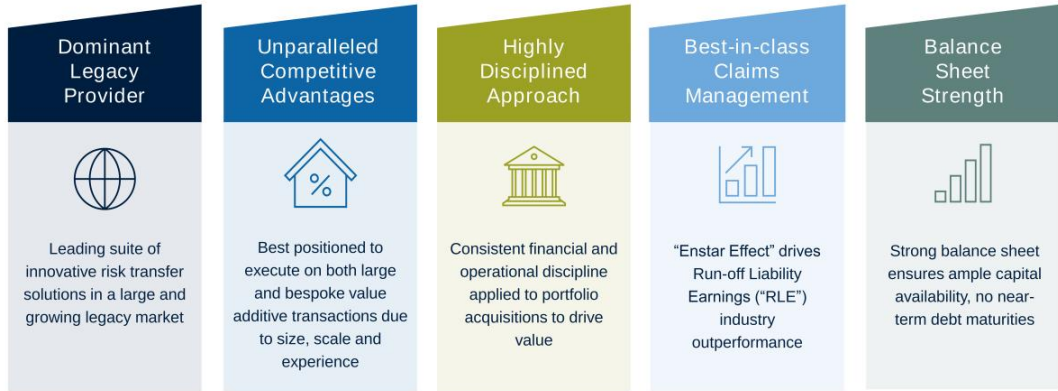 Dominant
Legacy
Provider
Leading suite of
innovative risk transfer
solutions in a large and
growing legacy market
Unparalleled
Competitive
Advantages
%
Best positioned to
execute on both large
and bespoke value
additive transactions due
to size, scale and
experience
Highly
Disciplined
Approach
Consistent financial and
operational discipline
applied to portfolio
acquisitions to drive
value
Best-in-class
Claims
Management
“Enstar Effect” drives
Run-off Liability
Earnings (“RLE”)
industry
outperformance
Balance
Sheet
Strength
Strong balance sheet
ensures ample capital
availability, no near-
term debt maturities